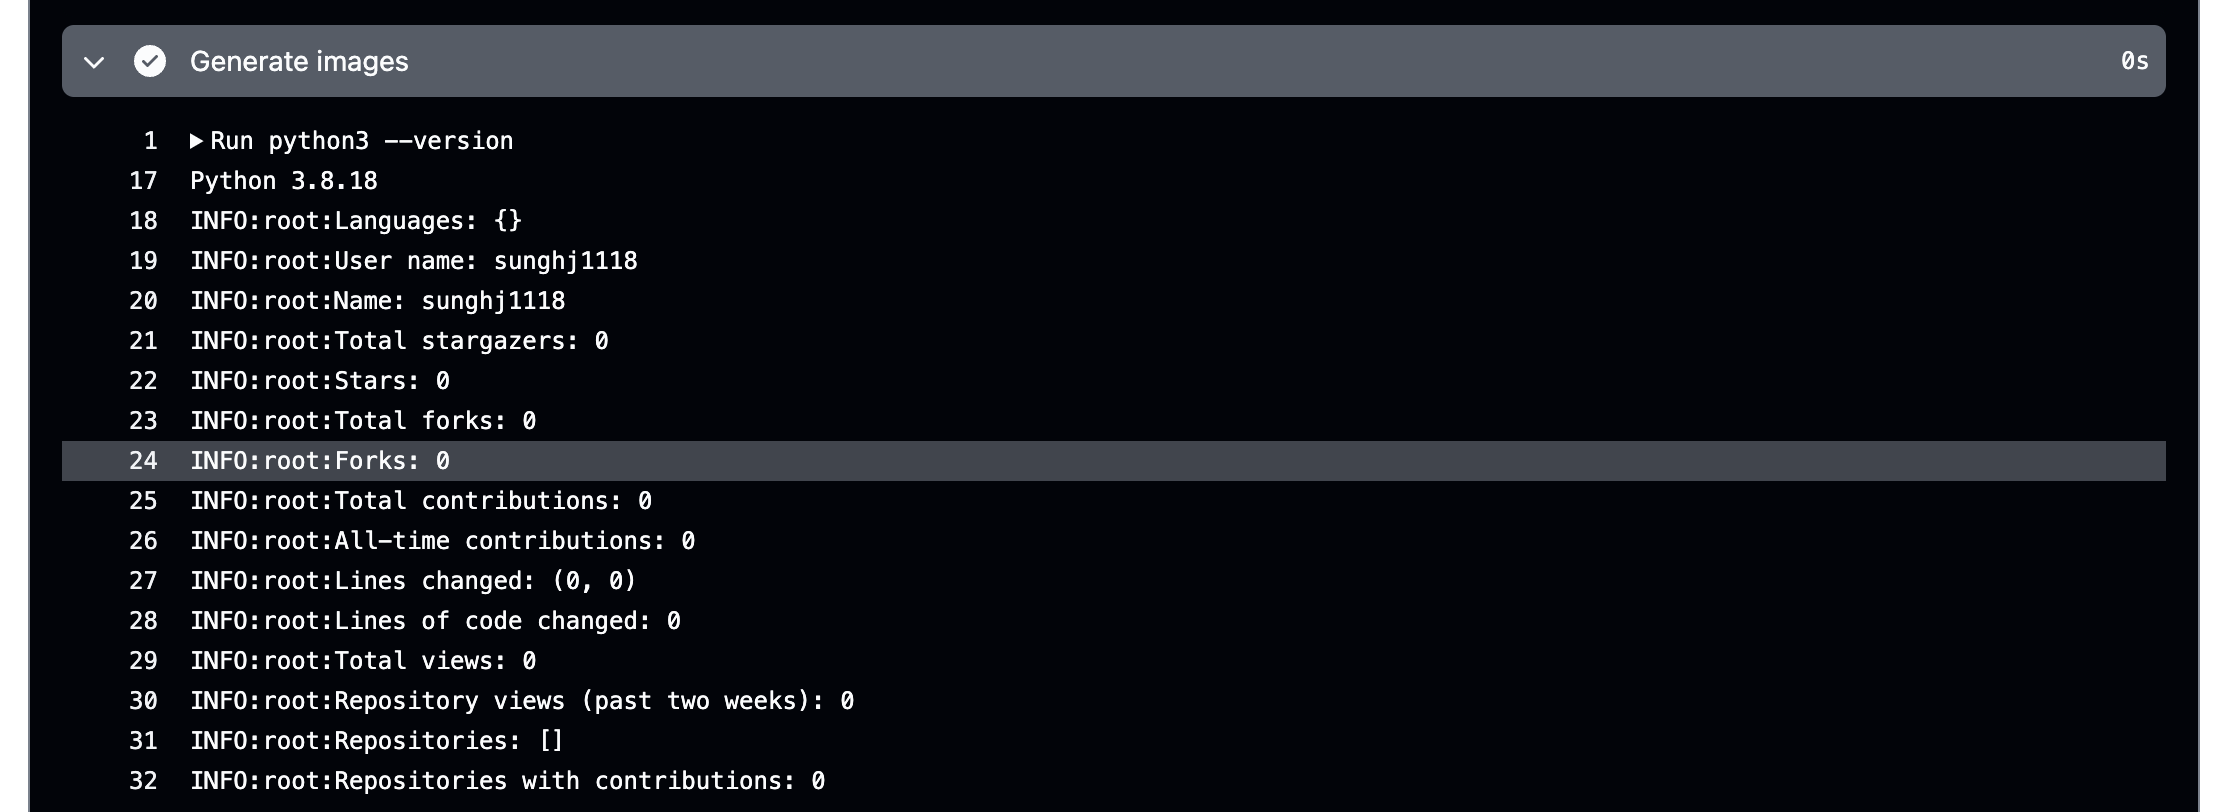 Generate images 0s
1 Run python3 --version
17 Python 3.8.18
18 INFO:root:Languages: {}
19 INFO:root:User name: sunghj1118
20 INFO:root:Name: sunghj1118
21 INFO:root:Total stargazers: 0
22 INFO:root:Stars: 0
23 INFO:root:Total forks: 0
24 INFO:root:Forks: 0
25 INFO:root:Total contributions: 0
26 INFO:root:All-time contributions: 0
27 INFO:root:Lines changed: (0, 0)
28 INFO:root:Lines of code changed: 0
29 INFO:root:Total views: 0
30 INFO:root:Repository views (past two weeks): 0
31 INFO:root:Repositories: []
32 INFO:root:Repositories with contributions: 0